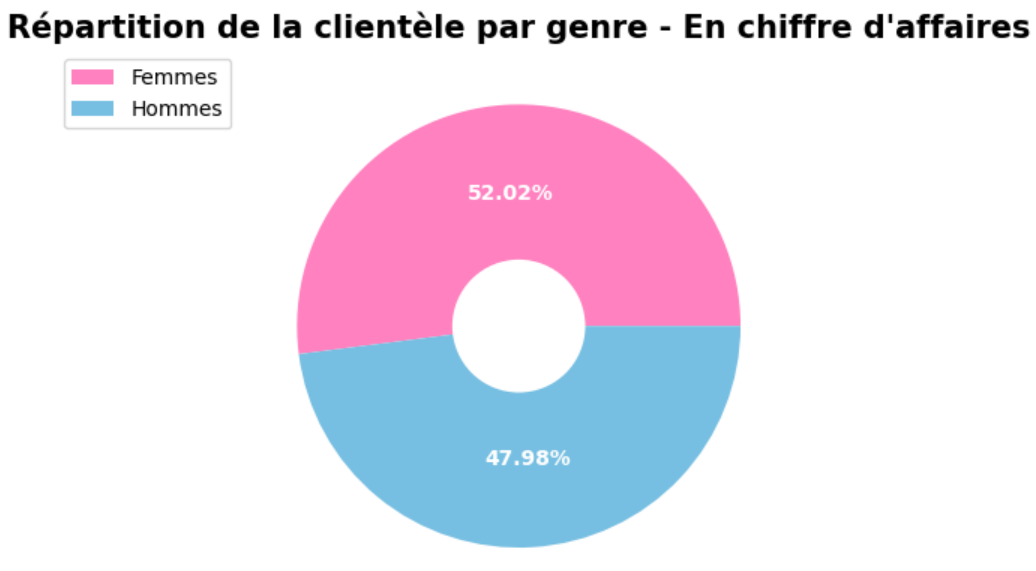 Répartition de la clientèle par genre - En chiffre d'affaires
Femmes
Hommes
52.02%
47.98%